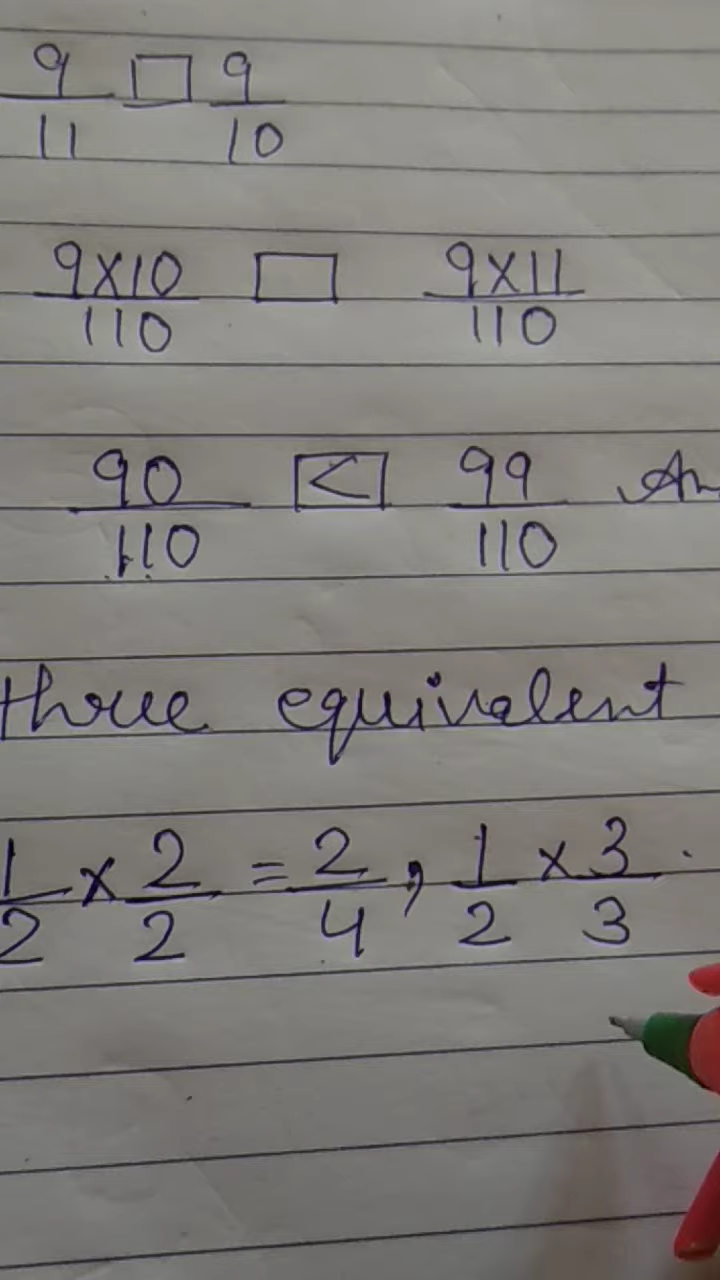 9 □ 9
11 10
9×10 □ 9×11
110 110
90 < 99
110 110
three equivalent
1 × 2 = 2 , 1 × 3
2 2 4 2 3